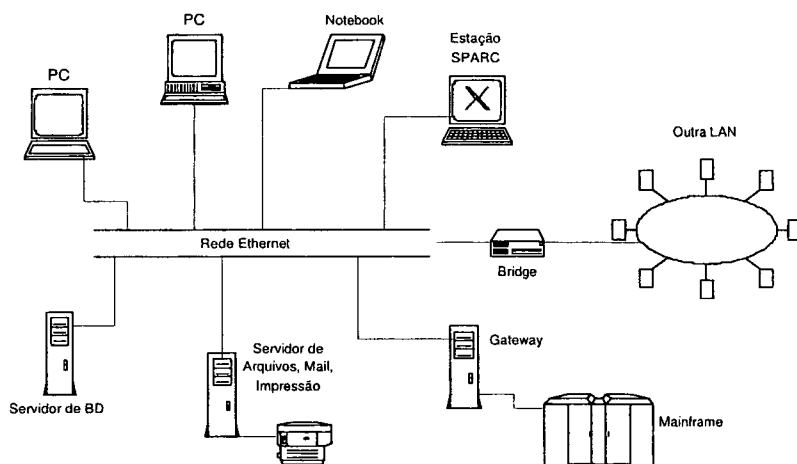 PC
Notebook
Estação
SPARC
PC
Outra LAN
Rede Ethernet
Bridge
Servidor de
Arquivos, Mail,
Impressão
Gateway
Servidor de BD
Mainframe